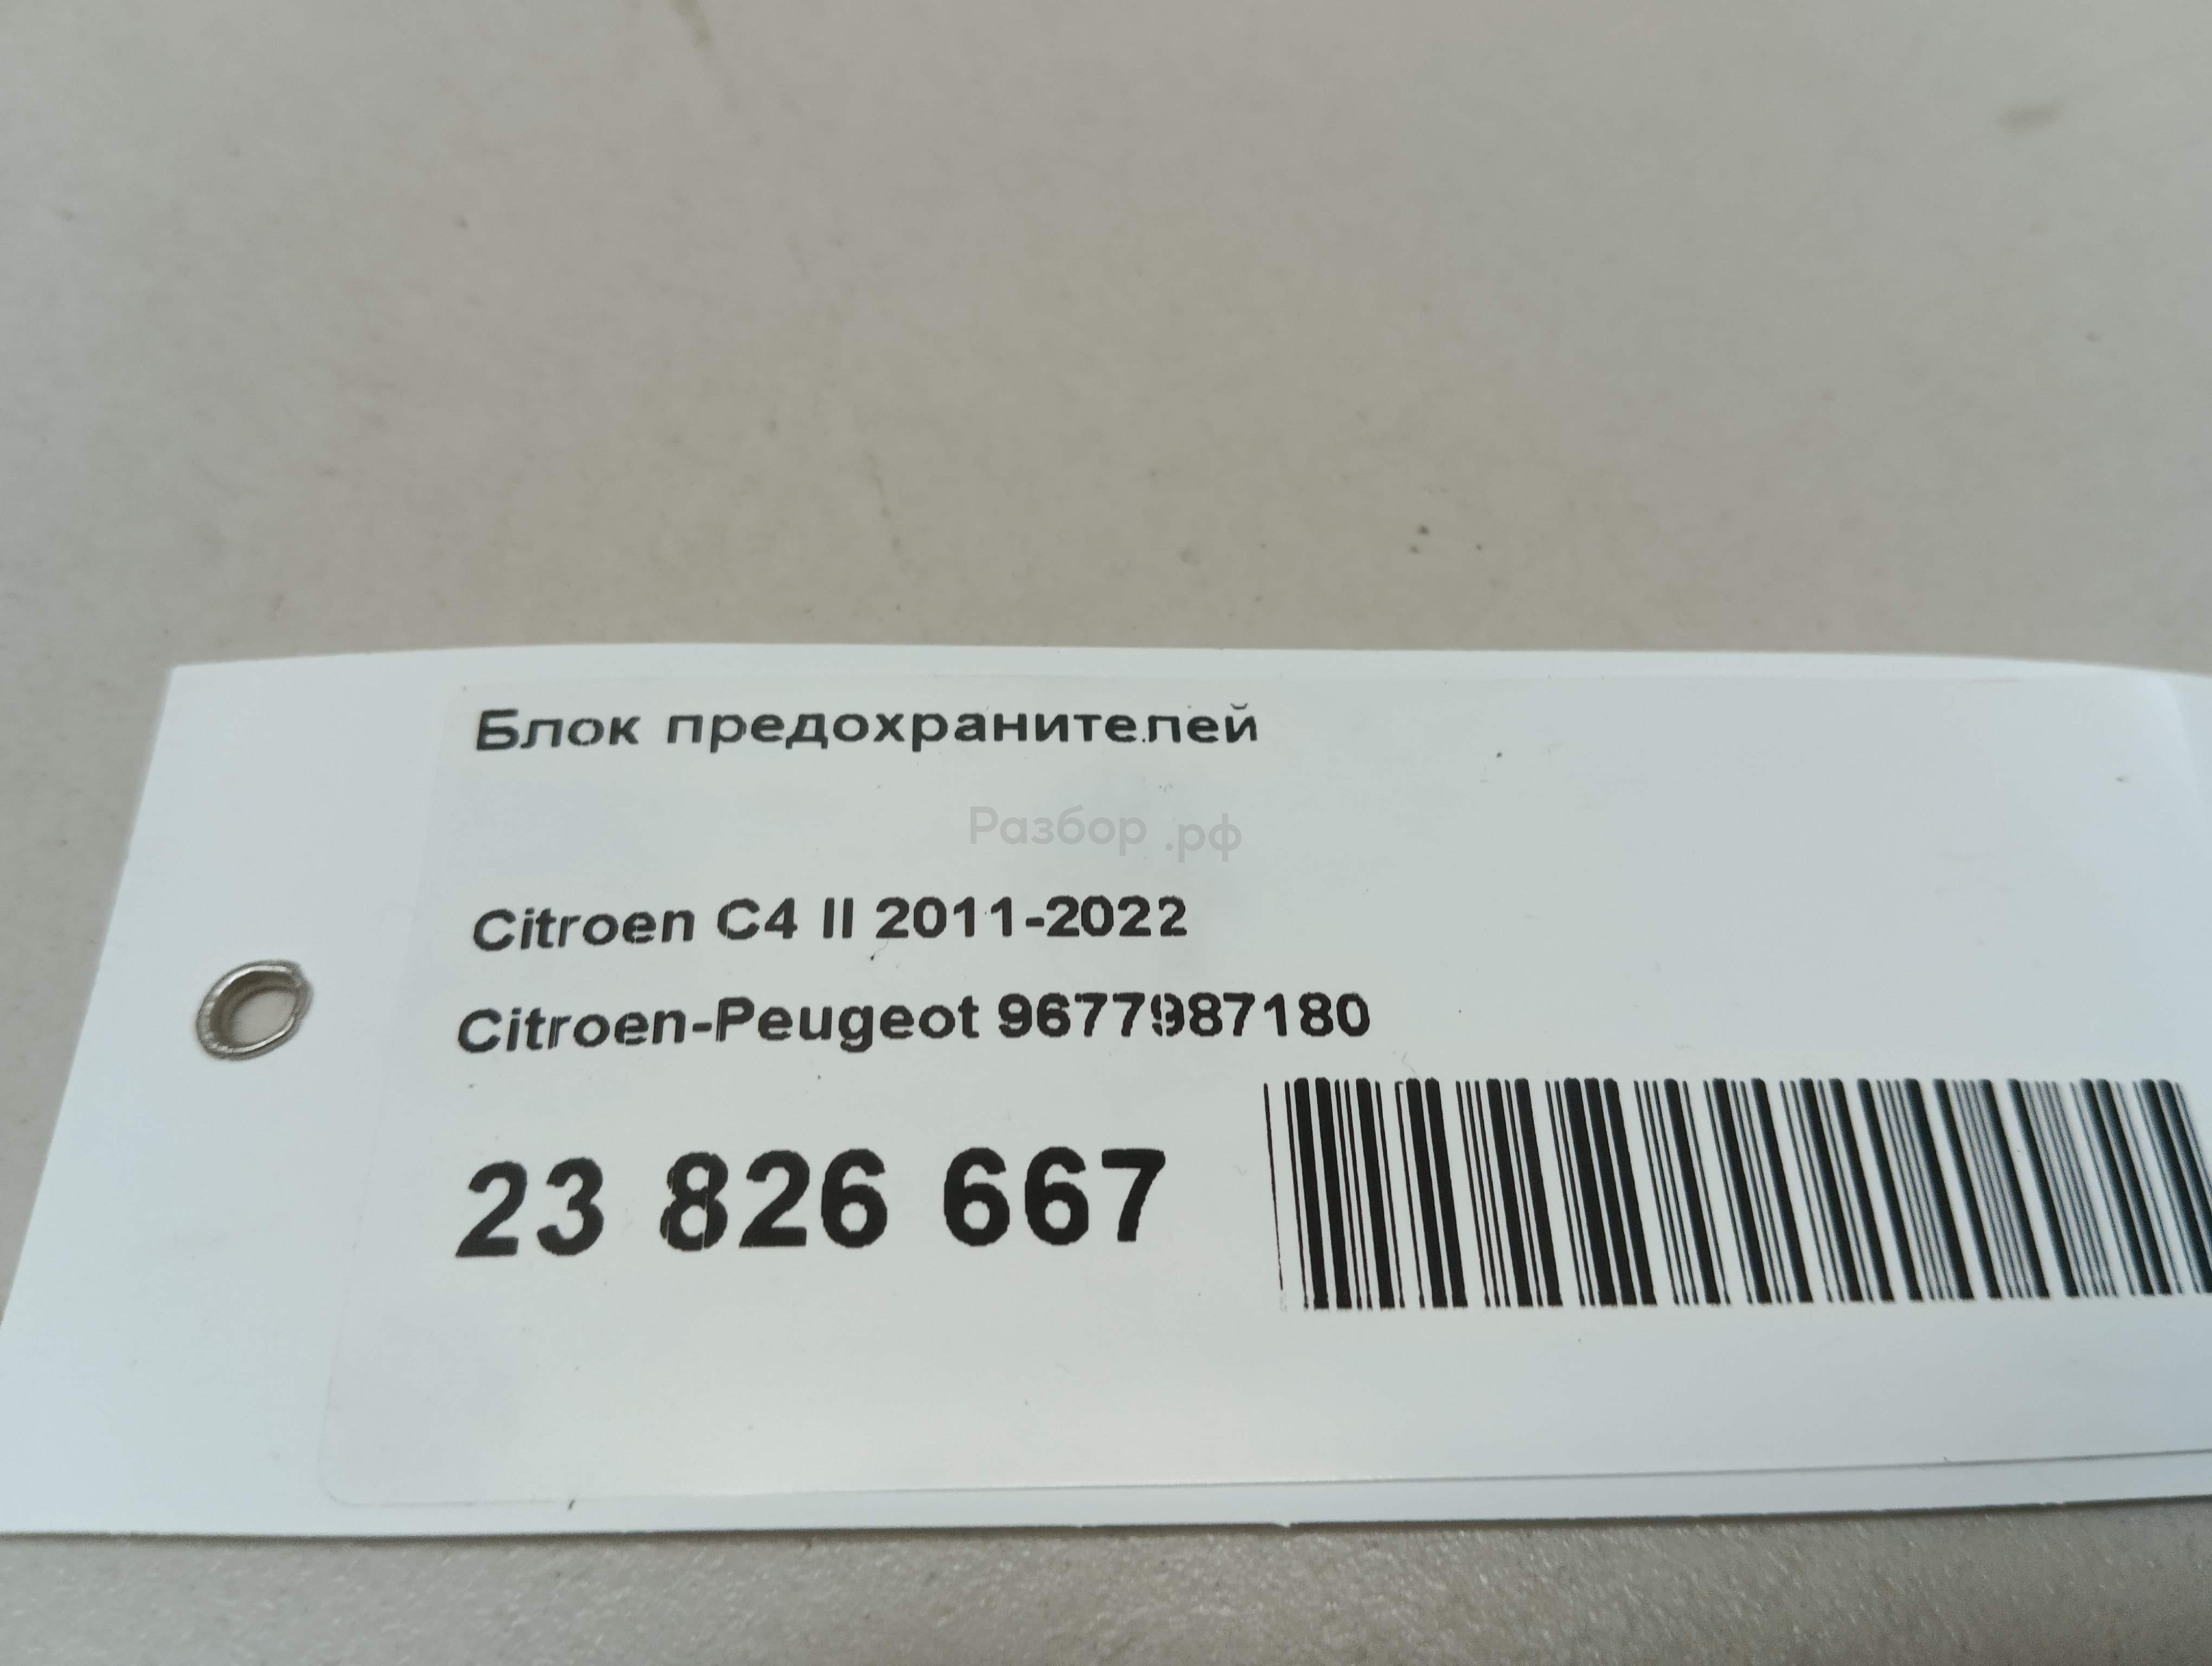 Блок предохранителей
Разбор .рф
Citroen C4 II 2011-2022
Citroen-Peugeot 9677987180
23 826 667